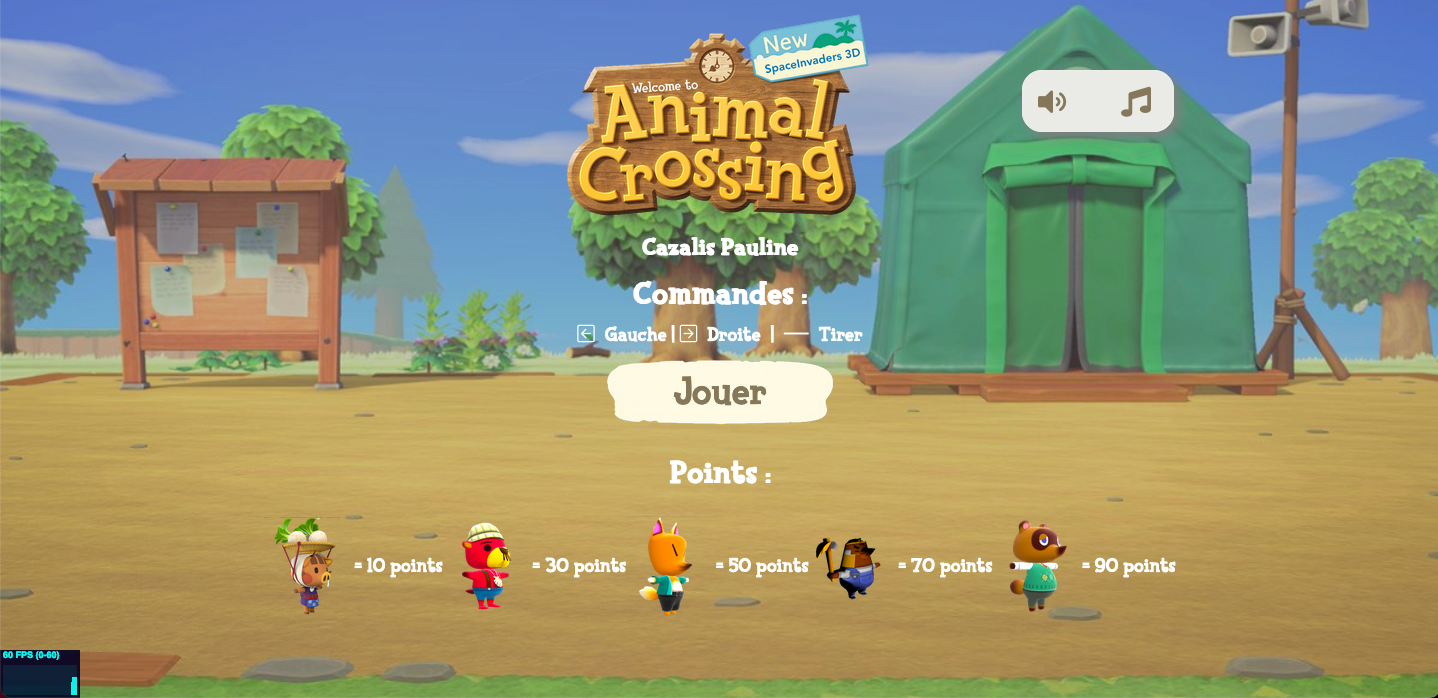 New
SpaceInvaders 3D
Welcome to
Animal
Crossing
Cazalis Pauline
Commandes :
Gauche | Droite | Tirer
Jouer
Points :
= 10 points = 30 points = 50 points = 70 points = 90 points
60 FPS (0-60)